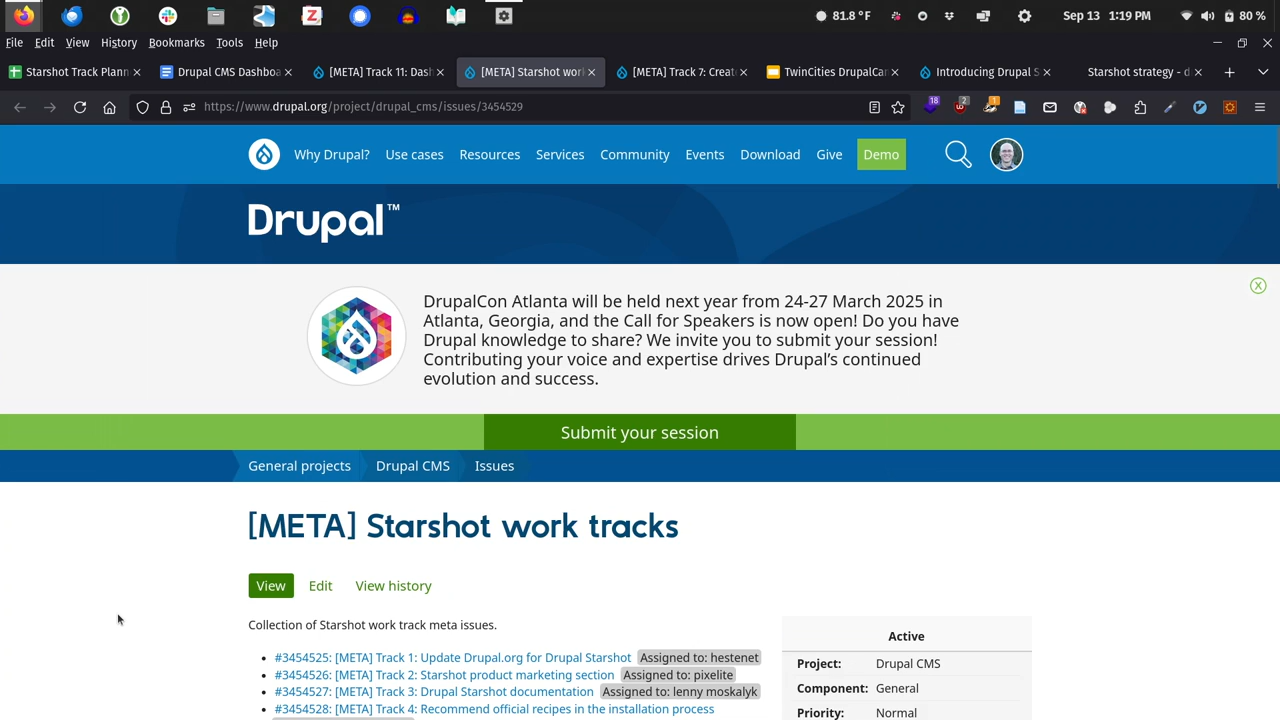 81.8 °F
Sep 13 1:19 PM
80 %
File Edit View History Bookmarks Tools Help
Starshot Track Plann
Drupal CMS Dashboa
[META] Track 11: Dash
[META] Starshot work
[META] Track 7: Create
TwinCities DrupalCar
Introducing Drupal S
Starshot strategy - d
https://www.drupal.org/project/drupal_cms/issues/3454529
18
2
1
Why Drupal? Use cases Resources Services Community Events Download Give Demo
Drupal™
DrupalCon Atlanta will be held next year from 24-27 March 2025 in
Atlanta, Georgia, and the Call for Speakers is now open! Do you have
Drupal knowledge to share? We invite you to submit your session!
Contributing your voice and expertise drives Drupal’s continued
evolution and success.
X
Submit your session
General projects Drupal CMS Issues
[META] Starshot work tracks
View Edit View history
Collection of Starshot work track meta issues.
#3454525: [META] Track 1: Update Drupal.org for Drupal Starshot Assigned to: hestenet
#3454526: [META] Track 2: Starshot product marketing section Assigned to: pixelite
#3454527: [META] Track 3: Drupal Starshot documentation Assigned to: lenny moskalyk
#3454528: [META] Track 4: Recommend official recipes in the installation process
Active
Project: Drupal CMS
Component: General
Priority: Normal